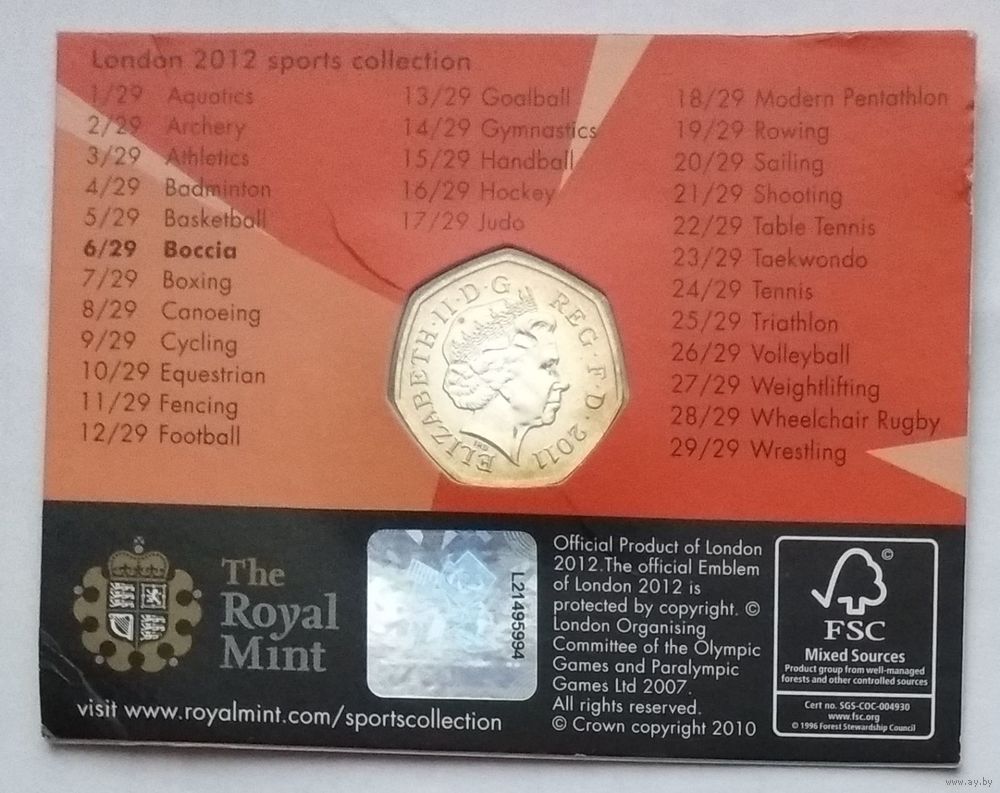 London 2012 sports collection
1/29 Aquatics
2/29 Archery
3/29 Athletics
4/29 Badminton
5/29 Basketball
6/29 Boccia
7/29 Boxing
8/29 Canoeing
9/29 Cycling
10/29 Equestrian
11/29 Fencing
12/29 Football
13/29 Goalball
14/29 Gymnastics
15/29 Handball
16/29 Hockey
17/29 Judo
18/29 Modern Pentathlon
19/29 Rowing
20/29 Sailing
21/29 Shooting
22/29 Table Tennis
23/29 Taekwondo
24/29 Tennis
25/29 Triathlon
26/29 Volleyball
27/29 Weightlifting
28/29 Wheelchair Rugby
29/29 Wrestling
ELIZABETH·II·D·G REG·F·D·2011
IRB
The
Royal
Mint
visit www.royalmint.com/sportscollection
L21495994
Official Product of London
2012.The official Emblem
of London 2012 is
protected by copyright. ©
London Organising
Committee of the Olympic
Games and Paralympic
Games Ltd 2007.
All rights reserved.
© Crown copyright 2010
©
FSC
Mixed Sources
Product group from well-managed
forests and other controlled sources
Cert no. SGS-COC-004930
www.fsc.org
© 1996 Forest Stewardship Council
www.ay.by